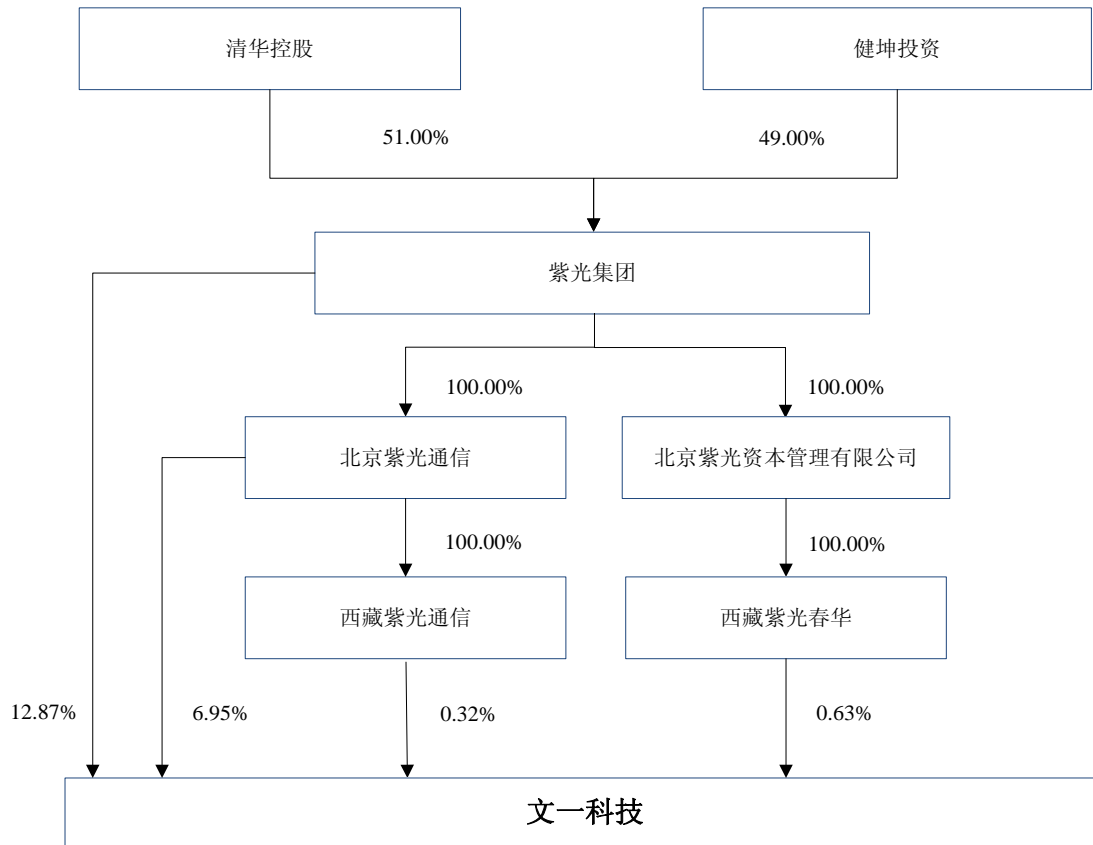 清华控股
健坤投资
51.00%
49.00%
紫光集团
100.00%
100.00%
北京紫光通信
北京紫光资本管理有限公司
100.00%
100.00%
西藏紫光通信
西藏紫光春华
12.87%
6.95%
0.32%
0.63%
文一科技